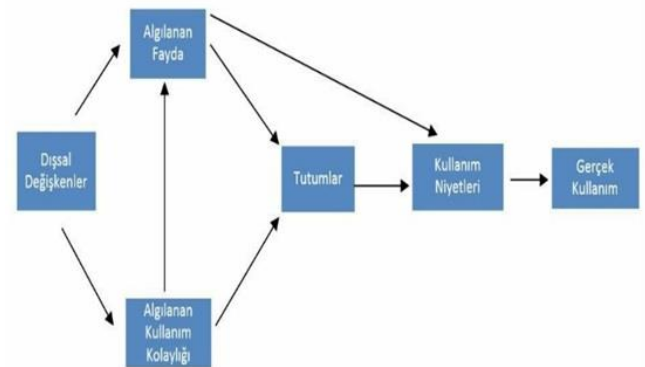 Algılanan
Fayda
Dışsal
Değişkenler
Tutumlar
Kullanım
Niyetleri
Gerçek
Kullanım
Algılanan
Kullanım
Kolaylığı